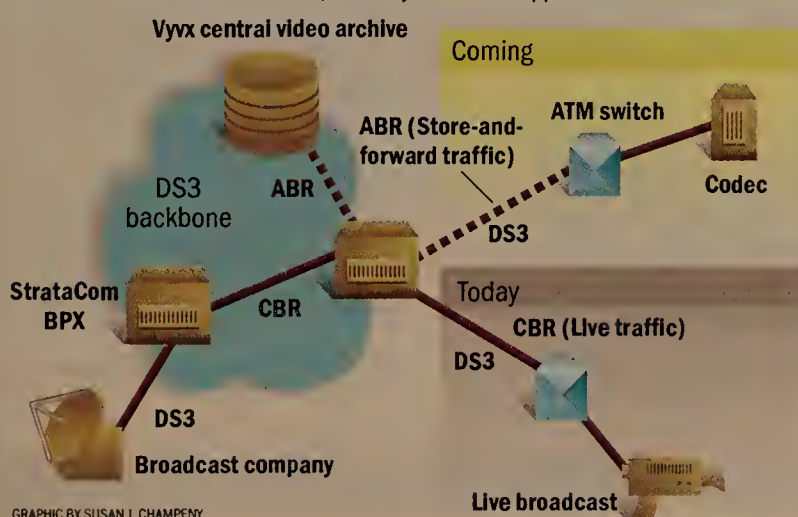 Vyvx central video archive
Coming
ABR (Store-and-
forward traffic)
ATM switch
Codec
DS3
backbone
ABR
DS3
StrataCom
BPX
CBR
Today
CBR (Live traffic)
DS3
DS3
Broadcast company
Live broadcast
GRAPHIC BY SUSAN J. CHAMPENY